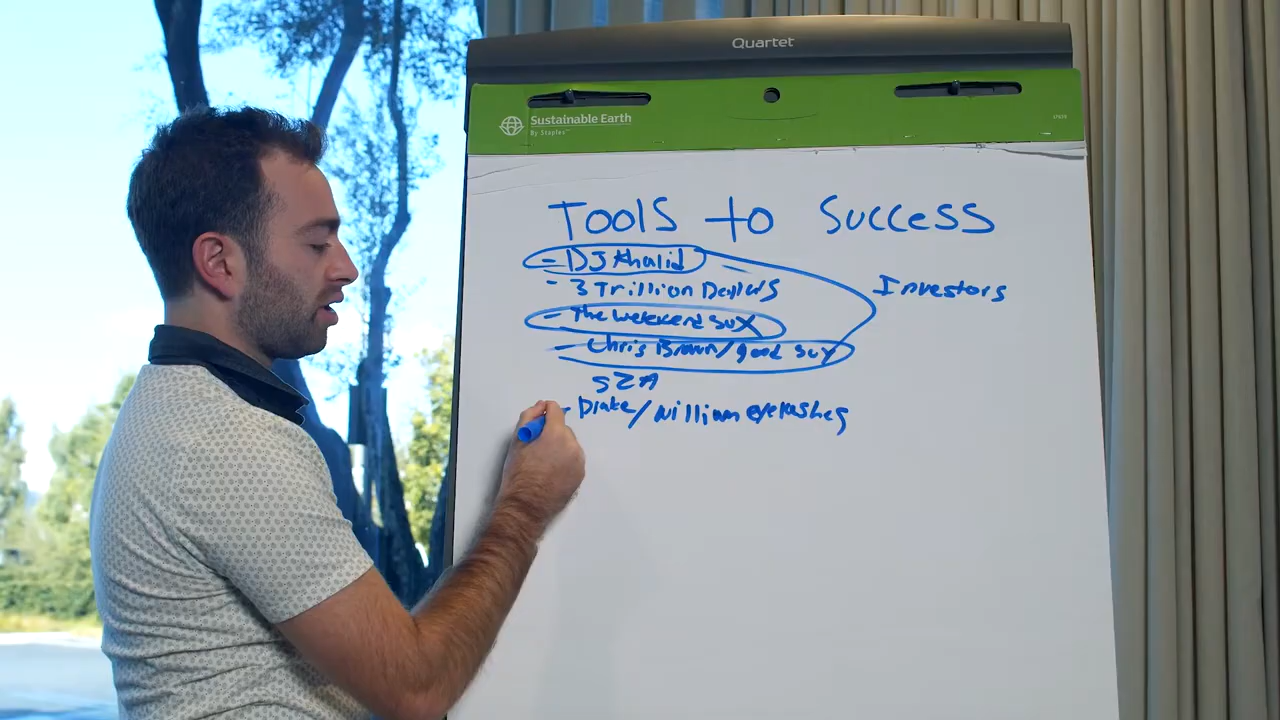 Quartet
Sustainable Earth
By Staples
Tools to Success
- DJ Khalid
- 3 Trillion Dollars
Investors
- The weekend sux
- Chris Brown/good guy
SZA
- Drake/William eyelashes